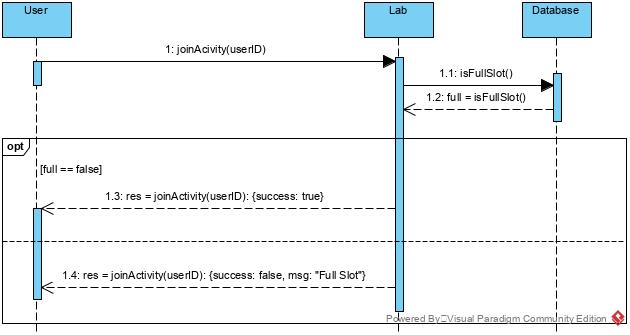 User
Lab
Database
1: joinAcivity(userID)
1.1: isFullSlot()
1.2: full = isFullSlot()
opt
[full == false]
1.3: res = joinActivity(userID): {success: true}
1.4: res = joinActivity(userID): {success: false, msg: "Full Slot"}
Powered By Visual Paradigm Community Edition